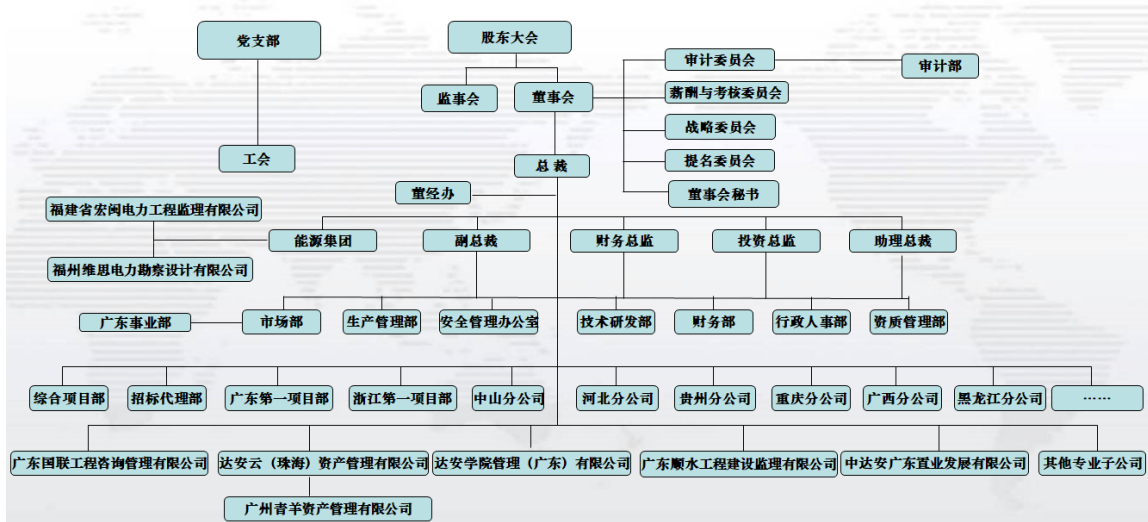 党支部
股东大会
审计委员会
审计部
监事会
董事会
薪酬与考核委员会
战略委员会
工会
总裁
提名委员会
董经办
董事会秘书
福建省宏闽电力工程监理有限公司
能源集团
副总裁
财务总监
投资总监
助理总裁
福州维思电力勘察设计有限公司
广东事业部
市场部
生产管理部
安全管理办公室
技术研发部
财务部
行政人事部
资质管理部
综合项目部
招标代理部
广东第一项目部
浙江第一项目部
中山分公司
河北分公司
贵州分公司
重庆分公司
广西分公司
黑龙江分公司
……
广东国联工程咨询管理有限公司
达安云（珠海）资产管理有限公司
达安学院管理（广东）有限公司
广东顺水工程建设监理有限公司
中达安广东置业发展有限公司
其他专业子公司
广州青羊资产管理有限公司